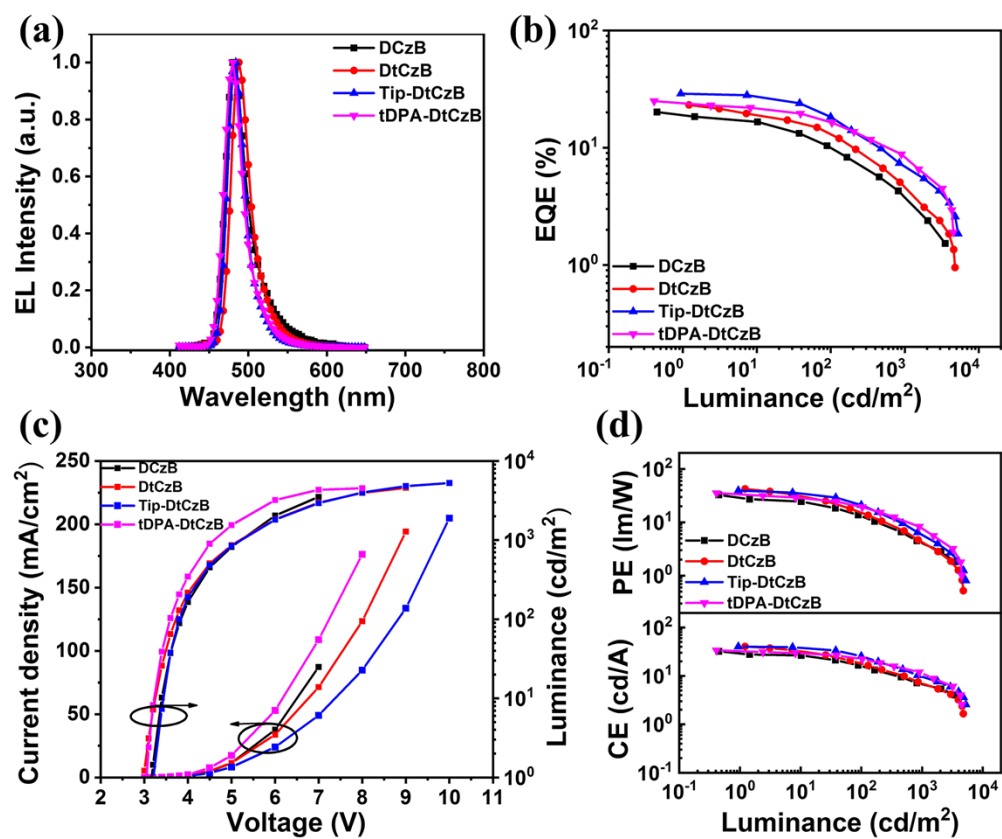 (a)
DCzB
DtCzB
Tip-DtCzB
tDPA-DtCzB
EL Intensity (a.u.)
1.0
0.8
0.6
0.4
0.2
0.0
300 400 500 600 700 800
Wavelength (nm)
(b)
EQE (%)
10²
10¹
10⁰
DCzB
DtCzB
Tip-DtCzB
tDPA-DtCzB
10⁻¹ 10⁰ 10¹ 10² 10³ 10⁴
Luminance (cd/m²)
(c)
DCzB
DtCzB
Tip-DtCzB
tDPA-DtCzB
Current density (mA/cm²)
250
200
150
100
50
0
10⁴
10³
10²
10¹
10⁰
Luminance (cd/m²)
2 3 4 5 6 7 8 9 10 11
Voltage (V)
(d)
PE (lm/W)
10²
10¹
10⁰
DCzB
DtCzB
Tip-DtCzB
tDPA-DtCzB
CE (cd/A)
10²
10¹
10⁰
10⁻¹
10⁻¹ 10⁰ 10¹ 10² 10³ 10⁴
Luminance (cd/m²)